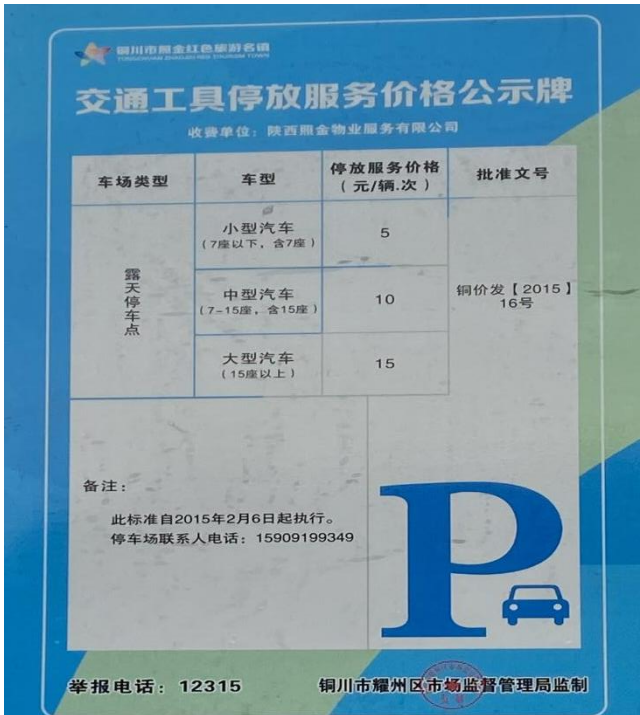 铜川市照金红色旅游名镇
TONGCHUAN ZHAOJIN RED TOURISM TOWN
交通工具停放服务价格公示牌
收费单位：陕西照金物业服务有限公司
车场类型
车型
停放服务价格
（元/辆.次）
批准文号
露天停车点
小型汽车
（7座以下，含7座）
5
中型汽车
（7-15座，含15座）
10
大型汽车
（15座以上）
15
铜价发【2015】
16号
备注：
此标准自2015年2月6日起执行。
停车场联系人电话：15909199349
P
举报电话：12315
铜川市耀州区市场监督管理局监制